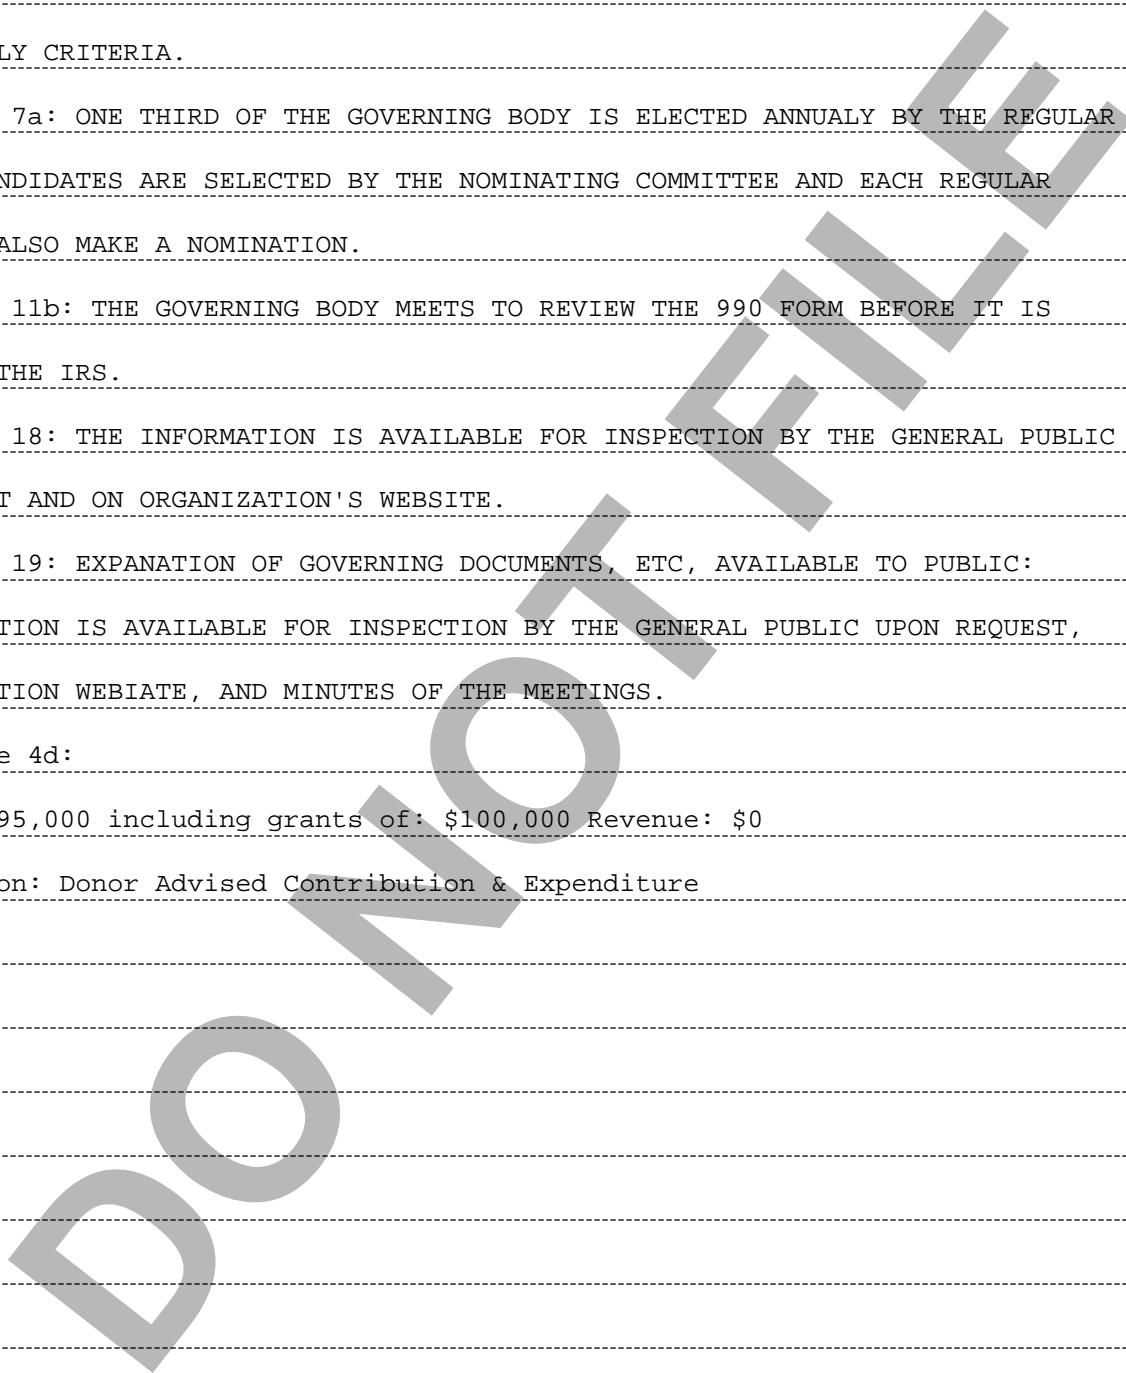 LY CRITERIA.
7a: ONE THIRD OF THE GOVERNING BODY IS ELECTED ANNUALY BY THE REGULAR
NDIDATES ARE SELECTED BY THE NOMINATING COMMITTEE AND EACH REGULAR
ALSO MAKE A NOMINATION.
11b: THE GOVERNING BODY MEETS TO REVIEW THE 990 FORM BEFORE IT IS
THE IRS.
18: THE INFORMATION IS AVAILABLE FOR INSPECTION BY THE GENERAL PUBLIC
T AND ON ORGANIZATION'S WEBSITE.
19: EXPANATION OF GOVERNING DOCUMENTS, ETC, AVAILABLE TO PUBLIC:
TION IS AVAILABLE FOR INSPECTION BY THE GENERAL PUBLIC UPON REQUEST,
TION WEBIATE, AND MINUTES OF THE MEETINGS.
e 4d:
95,000 including grants of: $100,000 Revenue: $0
on: Donor Advised Contribution & Expenditure
DO NOT FILE